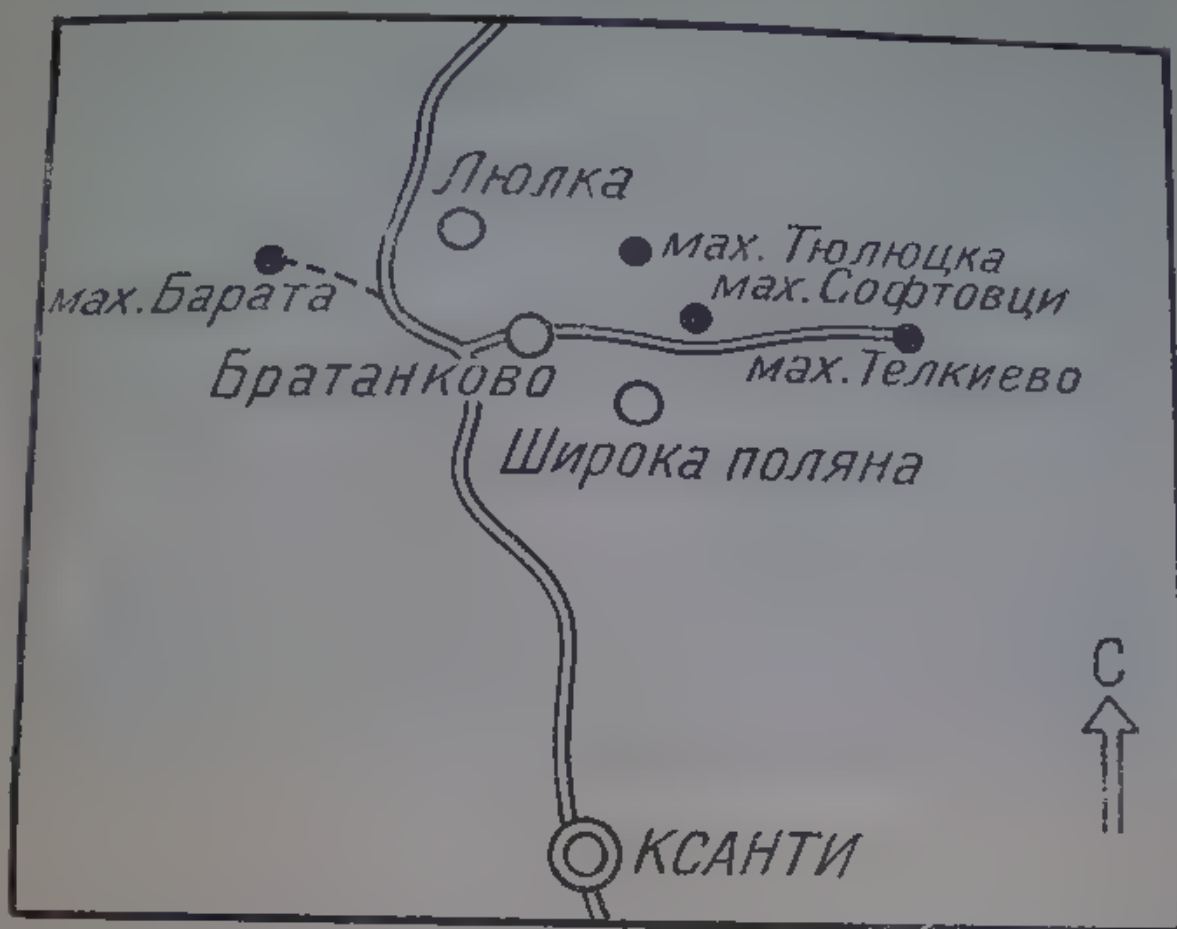 Люлка
мах. Тюлюцка
мах. Софтовци
мах. Барата
Братанково
мах. Телкиево
Широка поляна
С
КСАНТИ